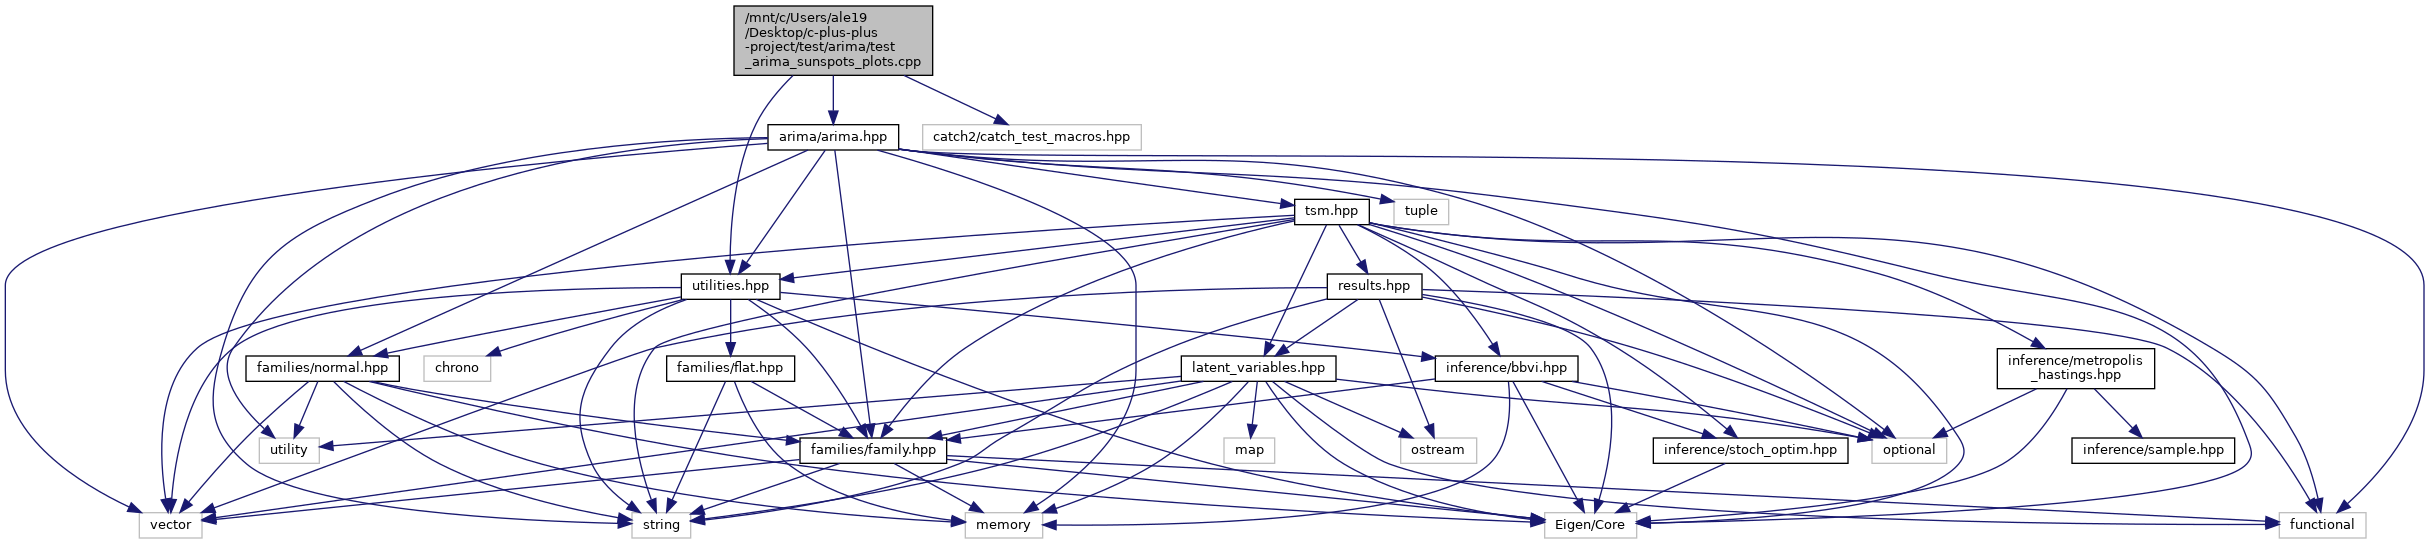 /mnt/c/Users/ale19
/Desktop/c-plus-plus
-project/test/arima/test
_arima_sunspots_plots.cpp
arima/arima.hpp
catch2/catch_test_macros.hpp
tsm.hpp
tuple
utilities.hpp
results.hpp
families/normal.hpp
chrono
families/flat.hpp
latent_variables.hpp
inference/bbvi.hpp
inference/metropolis
_hastings.hpp
utility
families/family.hpp
map
ostream
inference/stoch_optim.hpp
optional
inference/sample.hpp
vector
string
memory
Eigen/Core
functional